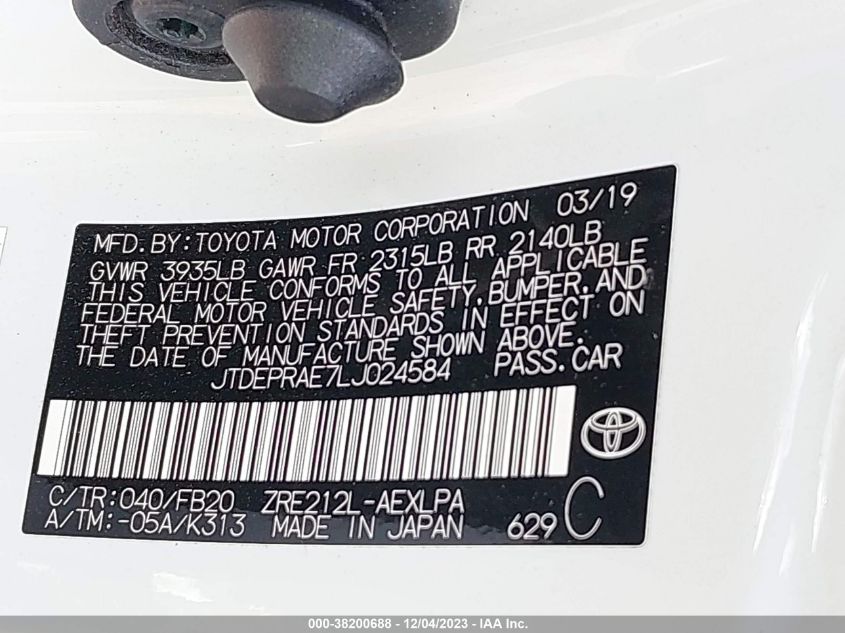 MFD. BY: TOYOTA MOTOR CORPORATION 03/19
GVWR 3935LB GAWR FR 2315LB RR 2140LB
THIS VEHICLE CONFORMS TO ALL APPLICABLE
FEDERAL MOTOR VEHICLE SAFETY, BUMPER, AND
THEFT PREVENTION STANDARDS IN EFFECT ON
THE DATE OF MANUFACTURE SHOWN ABOVE.
JTDEPRAE7LJ024584 PASS. CAR
C/TR: 040/FB20 ZRE212L-AEXLPA
A/TM: -05A/K313 MADE IN JAPAN 629 C
000-38200688 - 12/04/2023 - IAA Inc.